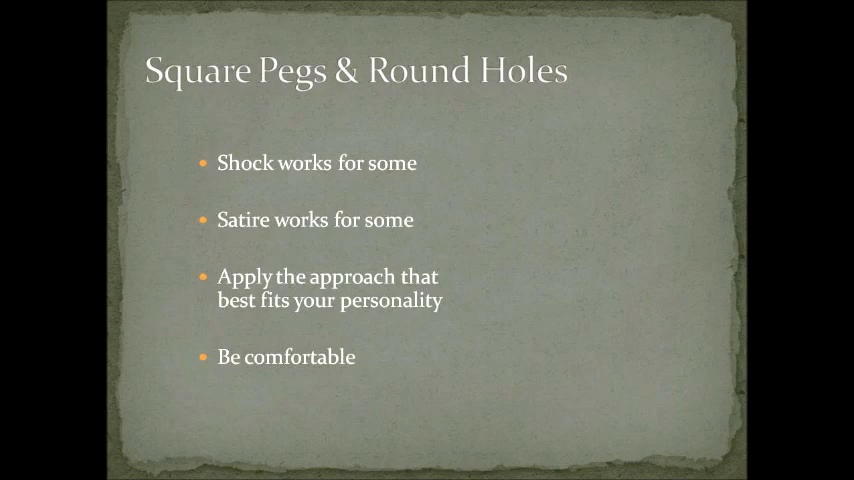 Square Pegs & Round Holes
• Shock works for some
• Satire works for some
• Apply the approach that
best fits your personality
• Be comfortable